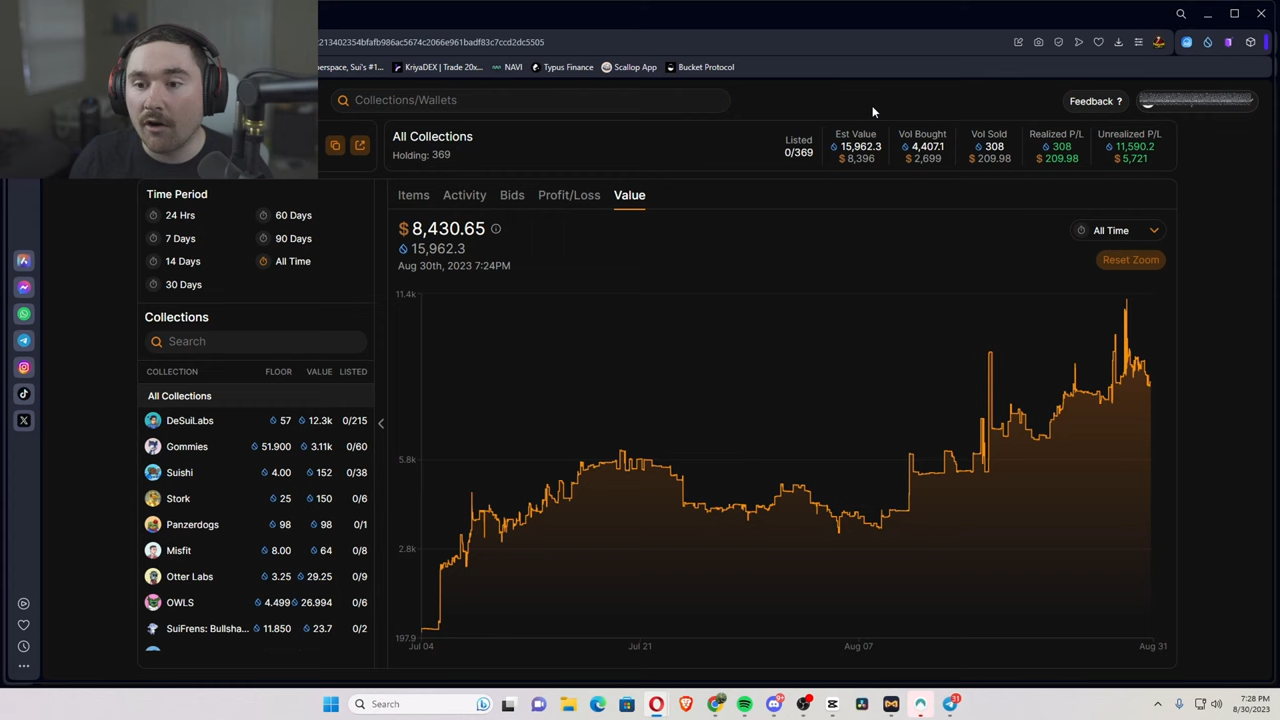 213402354bfafb986ac5674c2066e961badf83c7ccd2dc5505
perspace, Sui's #1... KriyaDEX | Trade 20x... NAVI Typus Finance Scallop App Bucket Protocol
Collections/Wallets
Feedback ?
All Collections
Holding: 369
Listed
0/369
Est Value
15,962.3
$ 8,396
Vol Bought
4,407.1
$ 2,699
Vol Sold
308
$ 209.98
Realized P/L
308
$ 209.98
Unrealized P/L
11,590.2
$ 5,721
Time Period
24 Hrs 60 Days
7 Days 90 Days
14 Days All Time
30 Days
Collections
Search
COLLECTION FLOOR VALUE LISTED
All Collections
DeSuiLabs 57 12.3k 0/215
Gommies 51.900 3.11k 0/60
Suishi 4.00 152 0/38
Stork 25 150 0/6
Panzerdogs 98 98 0/1
Misfit 8.00 64 0/8
Otter Labs 3.25 29.25 0/9
OWLS 4.499 26.994 0/6
SuiFrens: Bullsha... 11.850 23.7 0/2
Items Activity Bids Profit/Loss Value
$ 8,430.65
15,962.3
Aug 30th, 2023 7:24PM
All Time
Reset Zoom
11.4k
5.8k
2.8k
197.9
Jul 04 Jul 21 Aug 07 Aug 31
Search
9+
31
7:28 PM
8/30/2023